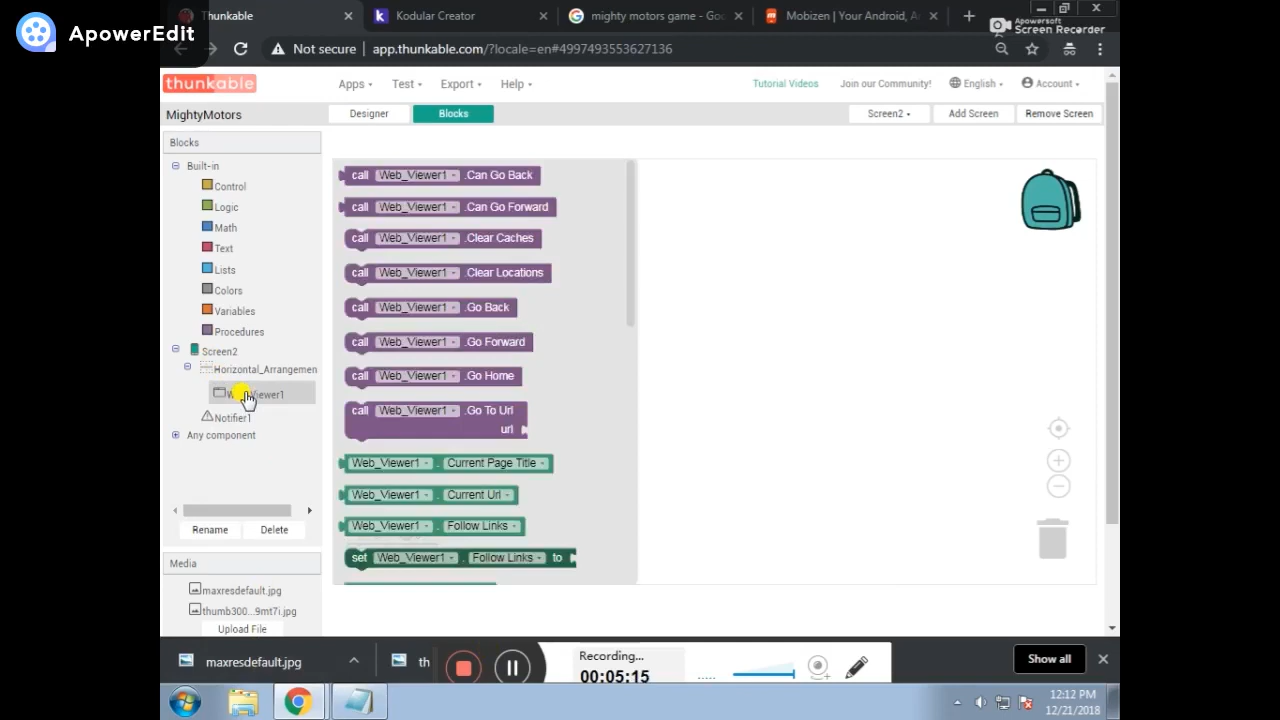 ApowerEdit
Thunkable
Kodular Creator
mighty motors game - Goo
Mobizen | Your Android, A
Apowersoft
Screen Recorder
Not secure | app.thunkable.com/?locale=en#4997493553627136
thunkable
Apps
Test
Export
Help
Tutorial Videos
Join our Community!
English
Account
MightyMotors
Designer
Blocks
Screen2
Add Screen
Remove Screen
Blocks
Built-in
Control
Logic
Math
Text
Lists
Colors
Variables
Procedures
Screen2
Horizontal_Arrangemen
Viewer1
Notifier1
Any component
Rename
Delete
Media
maxresdefault.jpg
thumb300...9mt7i.jpg
Upload File
call Web_Viewer1 .Can Go Back
call Web_Viewer1 .Can Go Forward
call Web_Viewer1 .Clear Caches
call Web_Viewer1 .Clear Locations
call Web_Viewer1 .Go Back
call Web_Viewer1 .Go Forward
call Web_Viewer1 .Go Home
call Web_Viewer1 .Go To Url
url
Web_Viewer1 . Current Page Title
Web_Viewer1 . Current Url
Web_Viewer1 . Follow Links
set Web_Viewer1 . Follow Links to
maxresdefault.jpg
th
Recording...
00:05:15
Show all
12:12 PM
12/21/2018